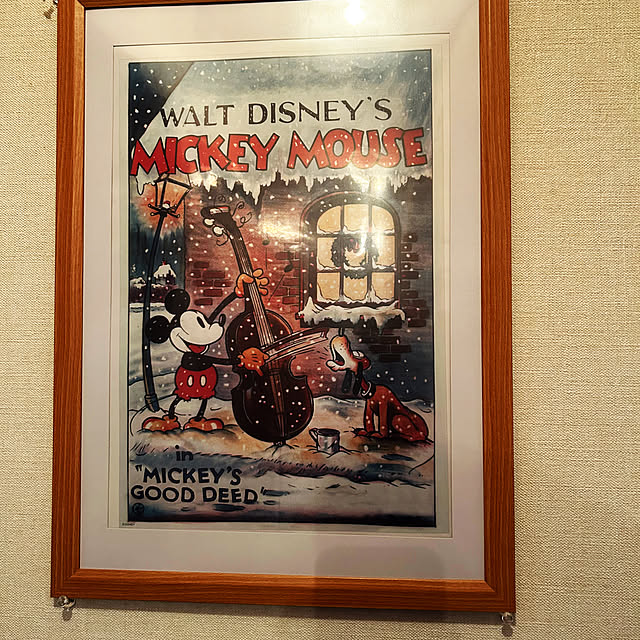 WALT DISNEY'S
MICKEY MOUSE
in
"MICKEY'S
GOOD DEED"